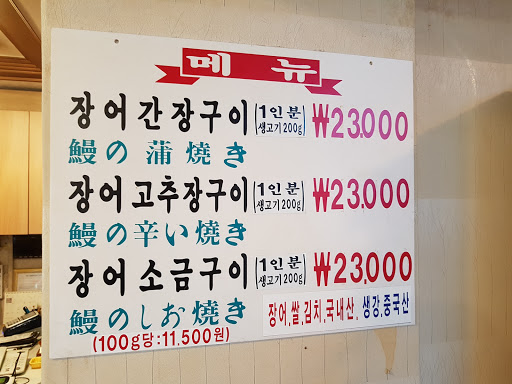 메뉴
장어간장구이 (1인분 생고기200g) ₩23.000
鰻の蒲焼き
장어고추장구이 (1인분 생고기200g) ₩23.000
鰻の辛い焼き
장어소금구이 (1인분 생고기200g) ₩23,000
鰻のしお焼き
(100g당:11.500원)
장어.쌀.김치.국내산. 생강.중국산